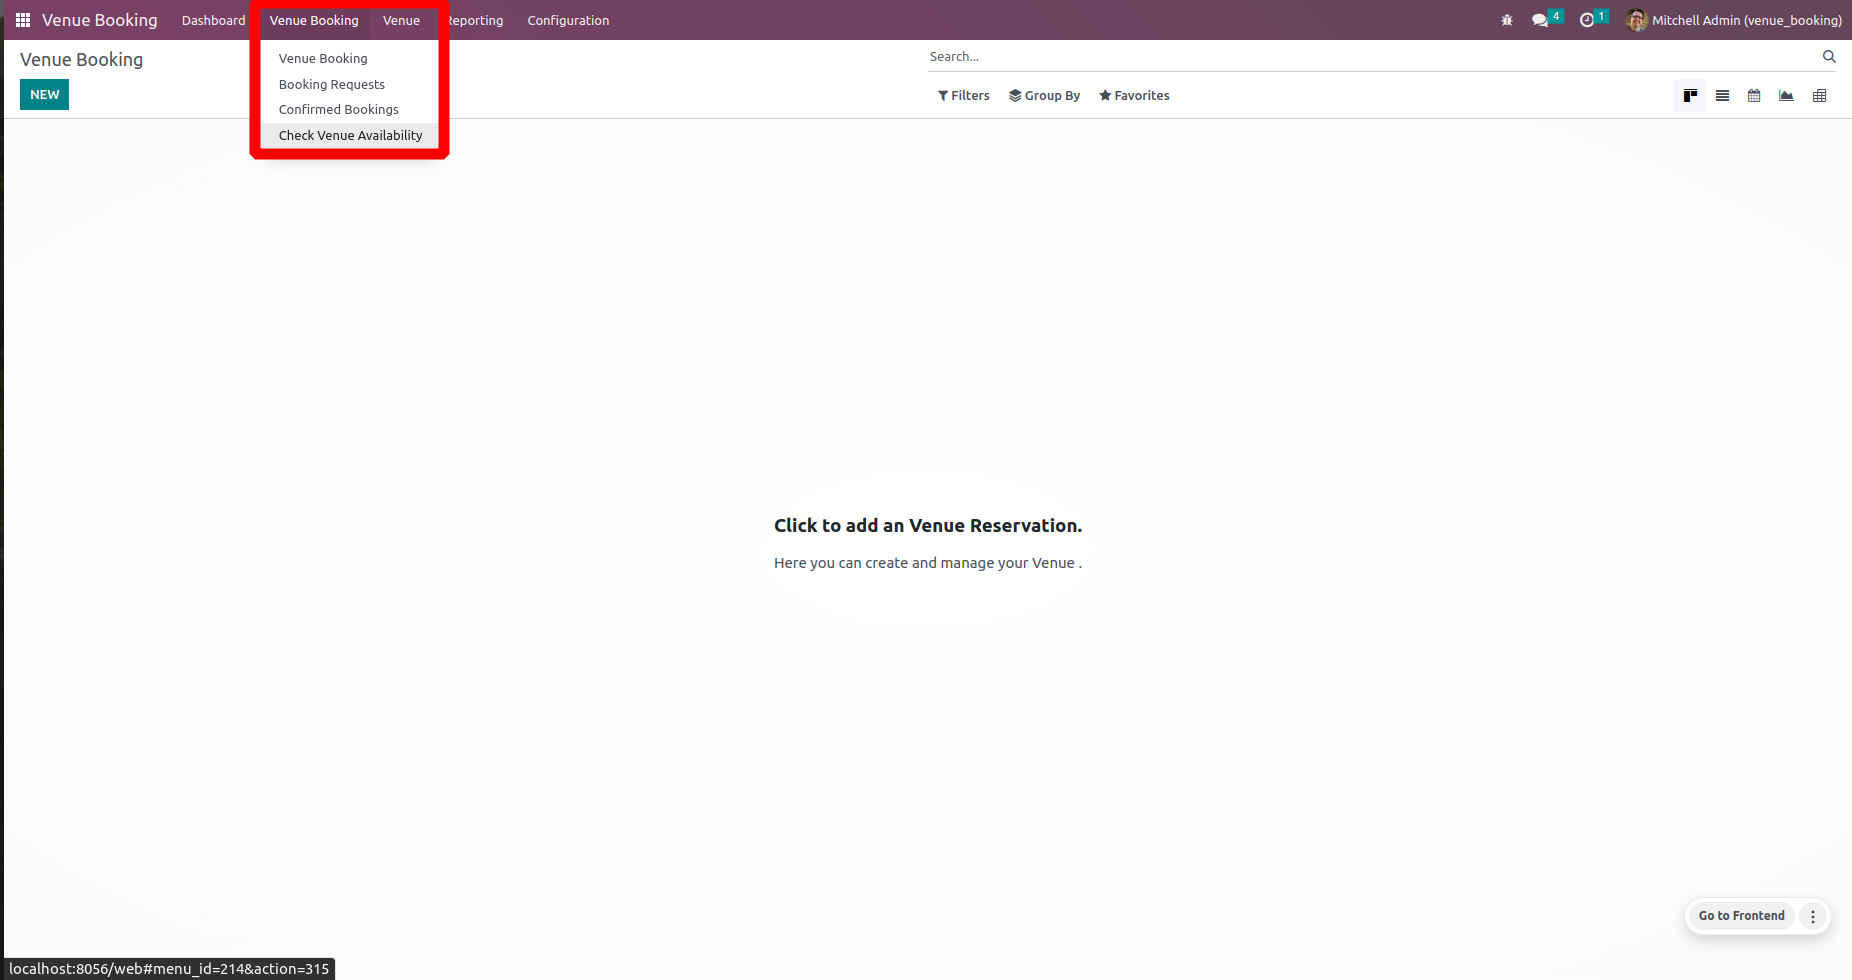 Venue Booking Dashboard Venue Booking Venue Reporting Configuration 4 1 Mitchell Admin (venue_booking)
Venue Booking
Search...
NEW
Filters Group By Favorites
Venue Booking
Booking Requests
Confirmed Bookings
Check Venue Availability
Click to add an Venue Reservation.
Here you can create and manage your Venue .
Go to Frontend
localhost:8056/web#menu_id=214&action=315